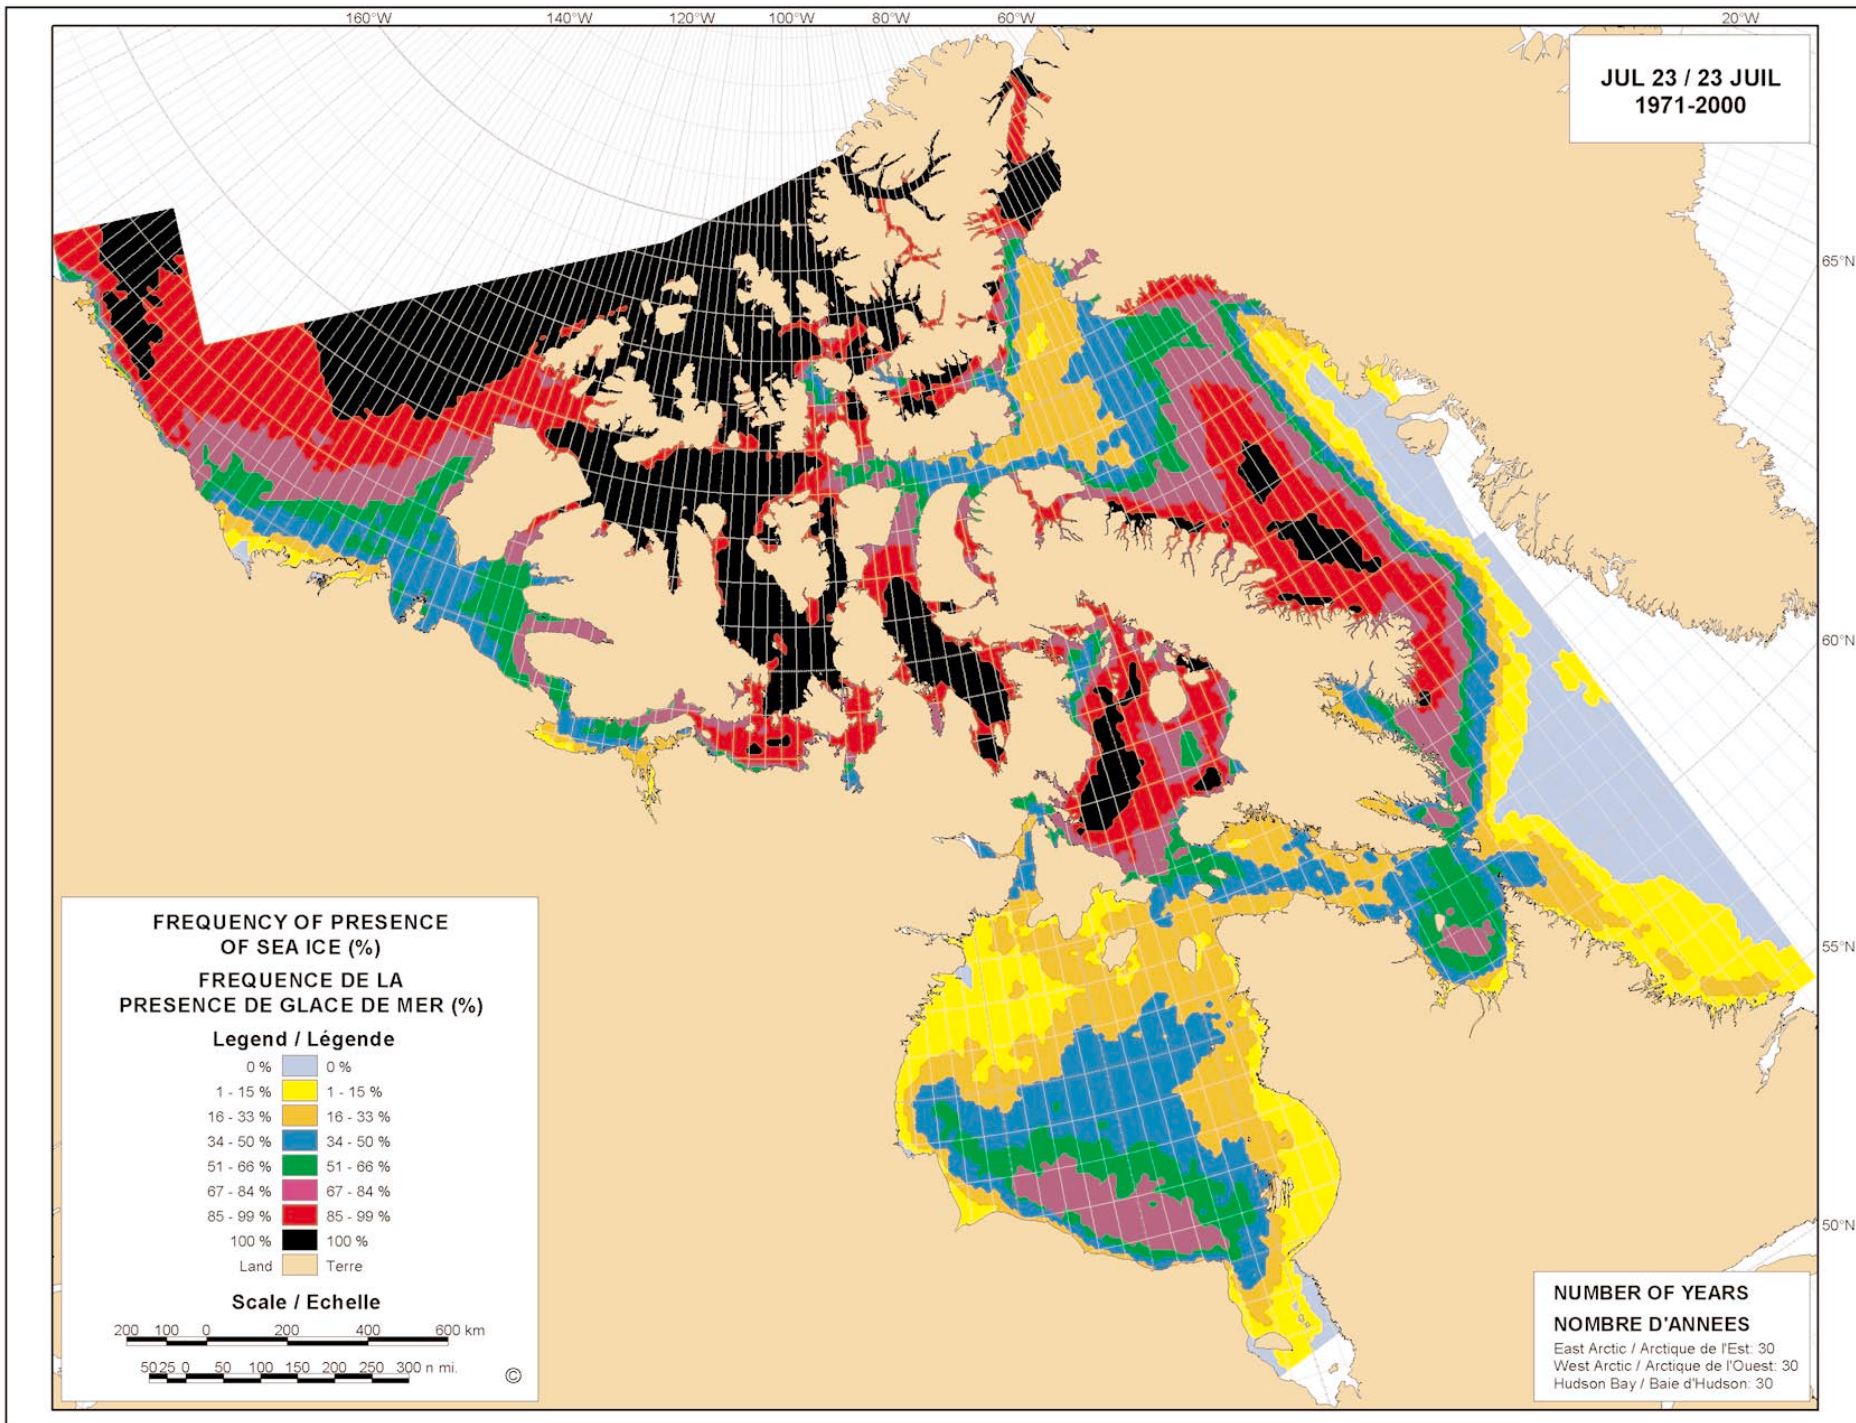 160°W 140°W 120°W 100°W 80°W 60°W 20°W
JUL 23 / 23 JUIL
1971-2000
65°N
60°N
55°N
50°N
FREQUENCY OF PRESENCE
OF SEA ICE (%)
FREQUENCE DE LA
PRESENCE DE GLACE DE MER (%)
Legend / Légende
0 % 0 %
1 - 15 % 1 - 15 %
16 - 33 % 16 - 33 %
34 - 50 % 34 - 50 %
51 - 66 % 51 - 66 %
67 - 84 % 67 - 84 %
85 - 99 % 85 - 99 %
100 % 100 %
Land Terre
Scale / Echelle
200 100 0 200 400 600 km
50 25 0 50 100 150 200 250 300 n mi.
©
NUMBER OF YEARS
NOMBRE D'ANNEES
East Arctic / Arctique de l'Est: 30
West Arctic / Arctique de l'Ouest: 30
Hudson Bay / Baie d'Hudson: 30